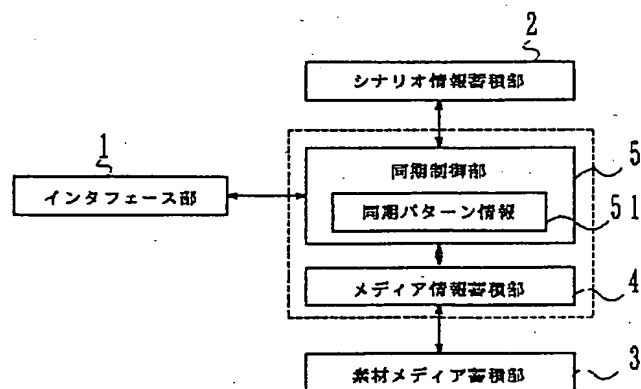 2
シナリオ情報蓄積部
1
インタフェース部
同期制御部
5
同期パターン情報
51
メディア情報蓄積部
4
素材メディア蓄積部
3